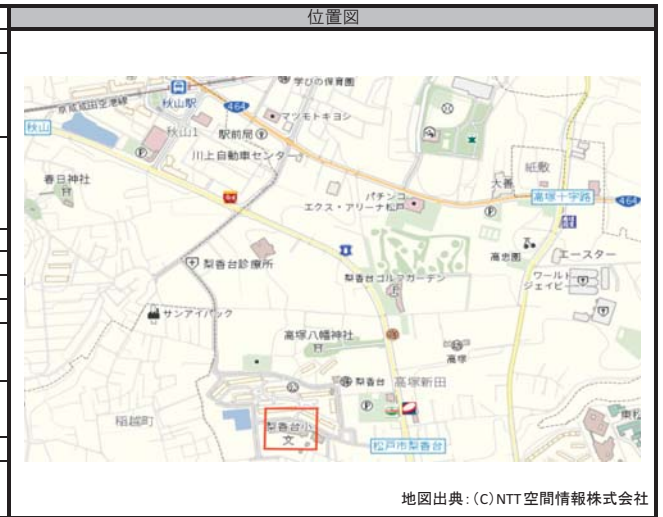 位置図
学びの保育園
京成成田空港線
秋山駅
464
マツモトキヨシ
秋山
秋山1
駅前局
川上自動車センター
紙敷
春日神社
大善
パチンコ
エクス・アリーナ松戸
高塚十字路
464
高忠園
エースター
梨香台診療所
梨香台ゴルフガーデン
ワールド
ジェイビー
サンアイパック
高塚八幡神社
高塚
梨香台
高塚新田
稲越町
梨香台小
文
松戸市梨香台
東松
地図出典:(C)NTT空間情報株式会社